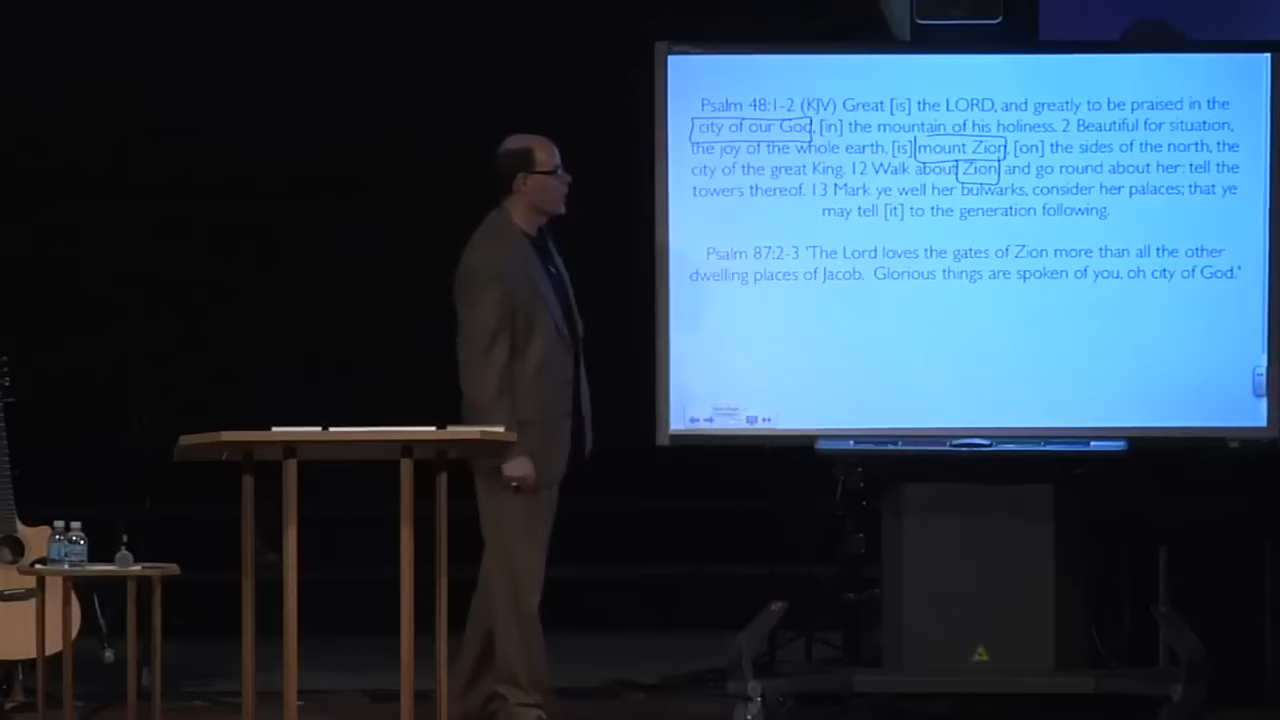 Psalm 48:1-2 (KJV) Great [is] the LORD, and greatly to be praised in the
city of our God, [in] the mountain of his holiness. 2 Beautiful for situation,
the joy of the whole earth, [is] mount Zion, [on] the sides of the north, the
city of the great King. 12 Walk about Zion, and go round about her: tell the
towers thereof. 13 Mark ye well her bulwarks, consider her palaces; that ye
may tell [it] to the generation following.
Psalm 87:2-3 'The Lord loves the gates of Zion more than all the other
dwelling places of Jacob. Glorious things are spoken of you, oh city of God.'